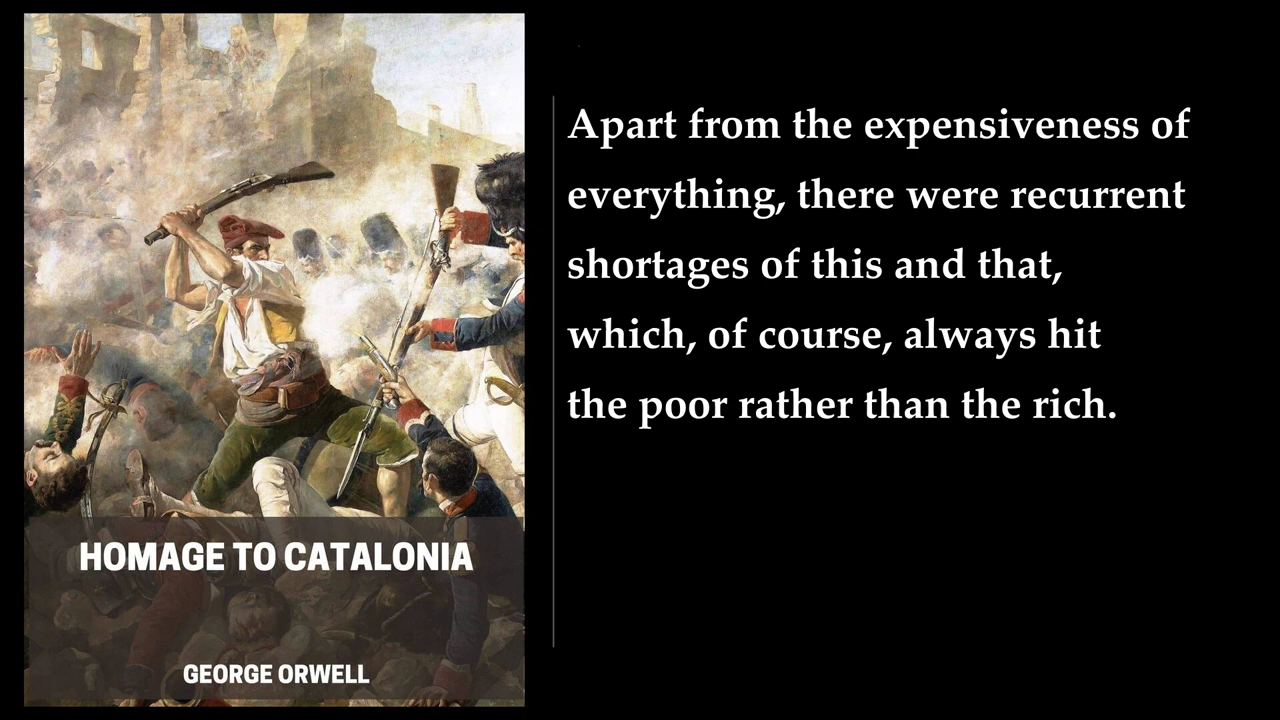 HOMAGE TO CATALONIA
GEORGE ORWELL
Apart from the expensiveness of
everything, there were recurrent
shortages of this and that,
which, of course, always hit
the poor rather than the rich.